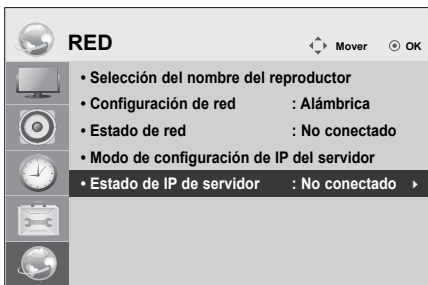 RED Mover OK
• Selección del nombre del reproductor
• Configuración de red : Alámbrica
• Estado de red : No conectado
• Modo de configuración de IP del servidor
• Estado de IP de servidor : No conectado